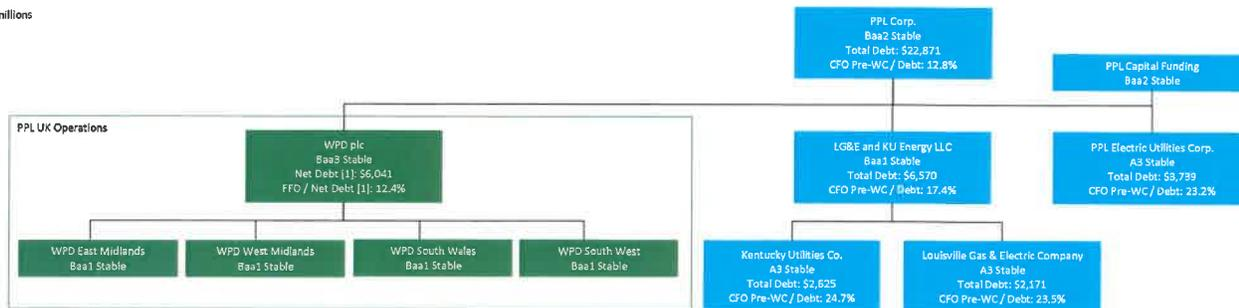 millions
PPL Corp.
Baa2 Stable
Total Debt: $22,871
CFO Pre-WC / Debt: 12.8%
PPL Capital Funding
Baa2 Stable
PPL UK Operations
WPD plc
Baa3 Stable
Net Debt [1]: $6,041
FFO / Net Debt [1]: 12.4%
LG&E and KU Energy LLC
Baa1 Stable
Total Debt: $6,570
CFO Pre-WC / Debt: 17.4%
PPL Electric Utilities Corp.
A3 Stable
Total Debt: $3,739
CFO Pre-WC / Debt: 23.2%
WPD East Midlands
Baa1 Stable
WPD West Midlands
Baa1 Stable
WPD South Wales
Baa1 Stable
WPD South West
Baa1 Stable
Kentucky Utilities Co.
A3 Stable
Total Debt: $2,625
CFO Pre-WC / Debt: 24.7%
Louisville Gas & Electric Company
A3 Stable
Total Debt: $2,171
CFO Pre-WC / Debt: 23.5%